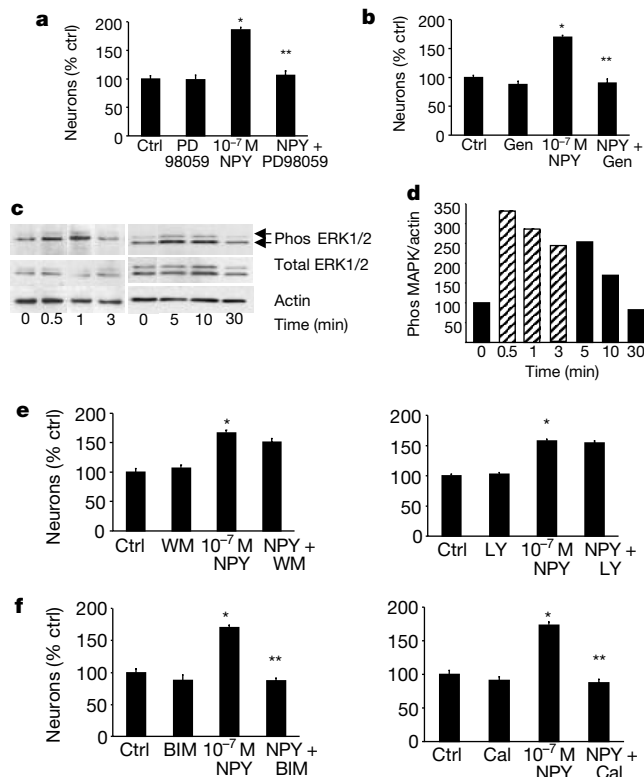 a
Neurons (% ctrl)
200
150
100
50
0
*
**
Ctrl PD 10⁻⁷ M NPY +
98059 NPY PD98059
b
Neurons (% ctrl)
200
150
100
50
0
*
**
Ctrl Gen 10⁻⁷ M NPY +
NPY Gen
c
Phos ERK1/2
Total ERK1/2
Actin
0 0.5 1 3 0 5 10 30 Time (min)
d
Phos MAPK/actin
350
300
250
200
150
100
50
0 0.5 1 3 5 10 30
Time (min)
e
Neurons (% ctrl)
200
150
100
50
0
*
Ctrl WM 10⁻⁷ M NPY +
NPY WM
200
150
100
50
0
*
Ctrl LY 10⁻⁷ M NPY +
NPY LY
f
Neurons (% ctrl)
200
150
100
50
0
*
**
Ctrl BIM 10⁻⁷ M NPY +
NPY BIM
200
150
100
50
0
*
**
Ctrl Cal 10⁻⁷ M NPY +
NPY Cal